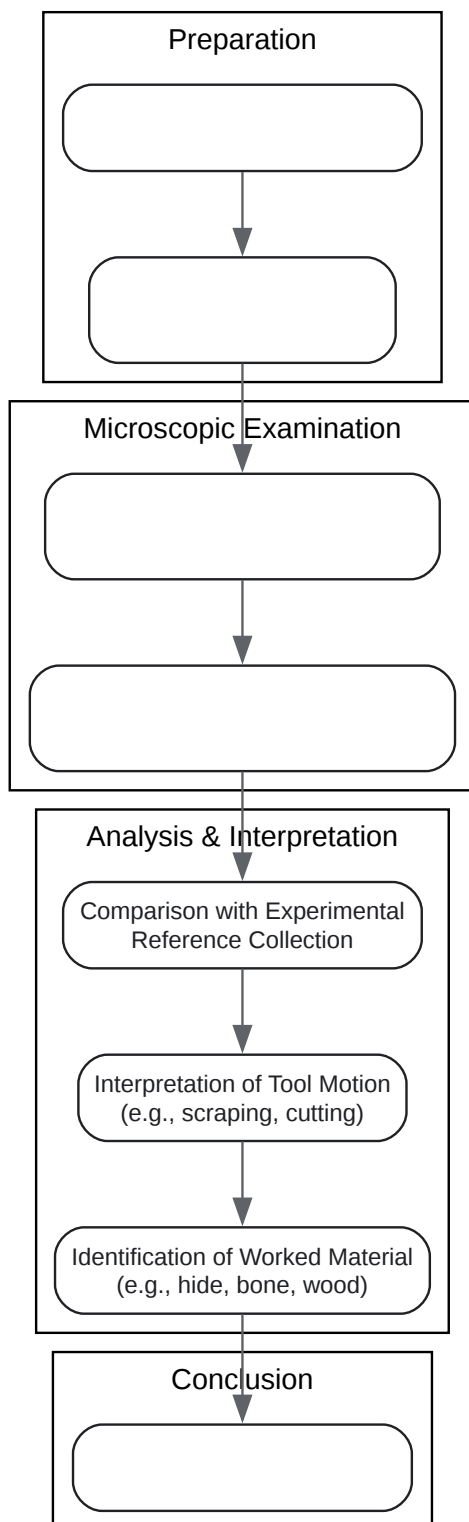 Preparation
Microscopic Examination
Analysis & Interpretation
Comparison with Experimental
Reference Collection
Interpretation of Tool Motion
(e.g., scraping, cutting)
Identification of Worked Material
(e.g., hide, bone, wood)
Conclusion